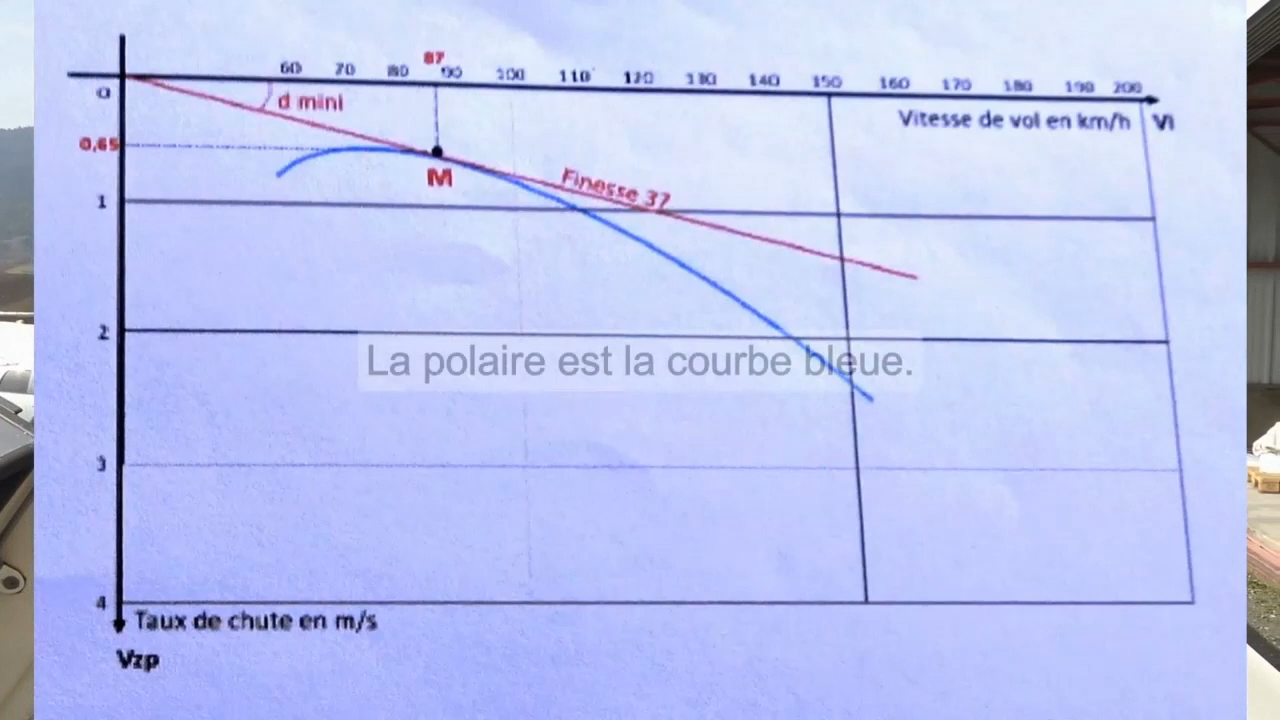 87
60 70 80 90 100 110 120 130 140 150 160 170 180 190 200
0
d mini
Vitesse de vol en km/h Vi
0,65
M
Finesse 37
1
2
La polaire est la courbe bleue.
3
4
Taux de chute en m/s
Vzp